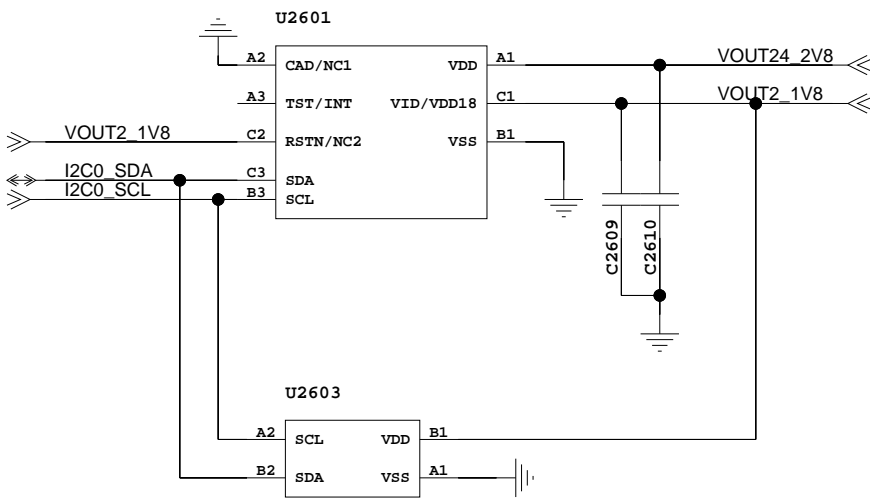 U2601
A2 CAD/NC1 VDD A1 VOUT24_2V8
A3 TST/INT VID/VDD18 C1 VOUT2_1V8
VOUT2_1V8 C2 RSTN/NC2 VSS B1
I2C0_SDA C3 SDA
I2C0_SCL B3 SCL
C2609
C2610
U2603
A2 SCL VDD B1
B2 SDA VSS A1